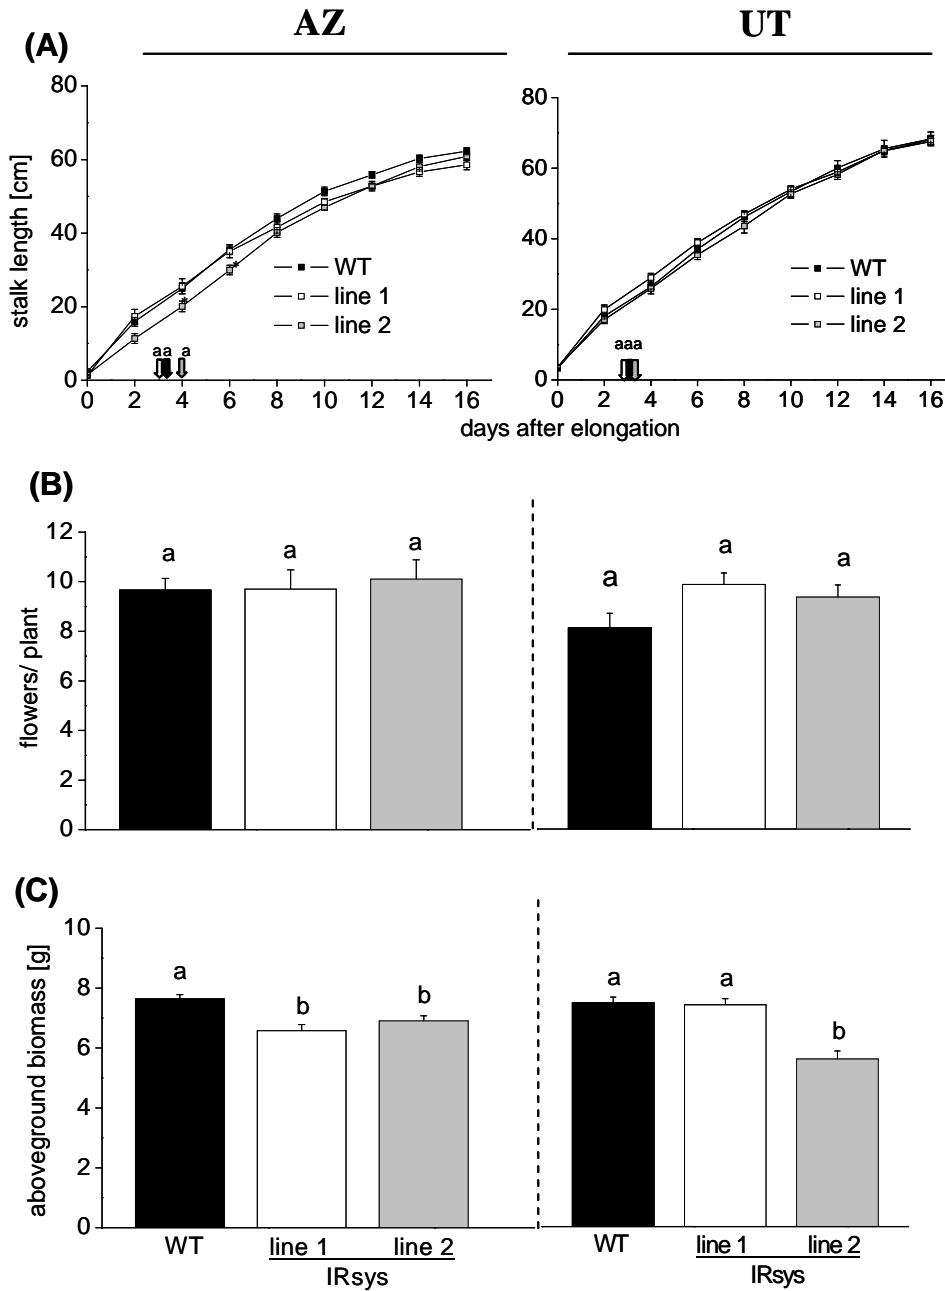 AZ UT
(A)
80 80
60 60
40 40
20 20
0 0
stalk length [cm]
WT WT
line 1 line 1
line 2 line 2
* *
aa a aaa
0 2 4 6 8 10 12 14 16 0 2 4 6 8 10 12 14 16
days after elongation
(B)
12
10
8
6
4
2
0
flowers/ plant
a a a a a a
(C)
10
8
6
4
2
0
aboveground biomass [g]
a b b a a b
WT line 1 line 2 WT line 1 line 2
IRsys IRsys